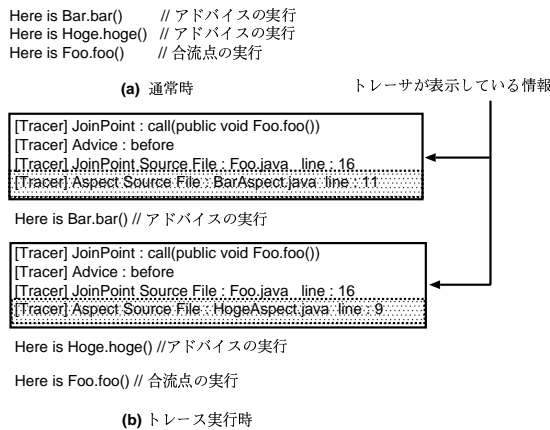 Here is Bar.bar() // アドバイスの実行
Here is Hoge.hoge() // アドバイスの実行
Here is Foo.foo() // 合流点の実行
(a) 通常時
トレーサが表示している情報
[Tracer] JoinPoint : call(public void Foo.foo())
[Tracer] Advice : before
[Tracer] JoinPoint Source File : Foo.java line : 16
[Tracer] Aspect Source File : BarAspect.java line : 11
Here is Bar.bar() // アドバイスの実行
[Tracer] JoinPoint : call(public void Foo.foo())
[Tracer] Advice : before
[Tracer] JoinPoint Source File : Foo.java line : 16
[Tracer] Aspect Source File : HogeAspect.java line : 9
Here is Hoge.hoge() //アドバイスの実行
Here is Foo.foo() // 合流点の実行
(b) トレース実行時